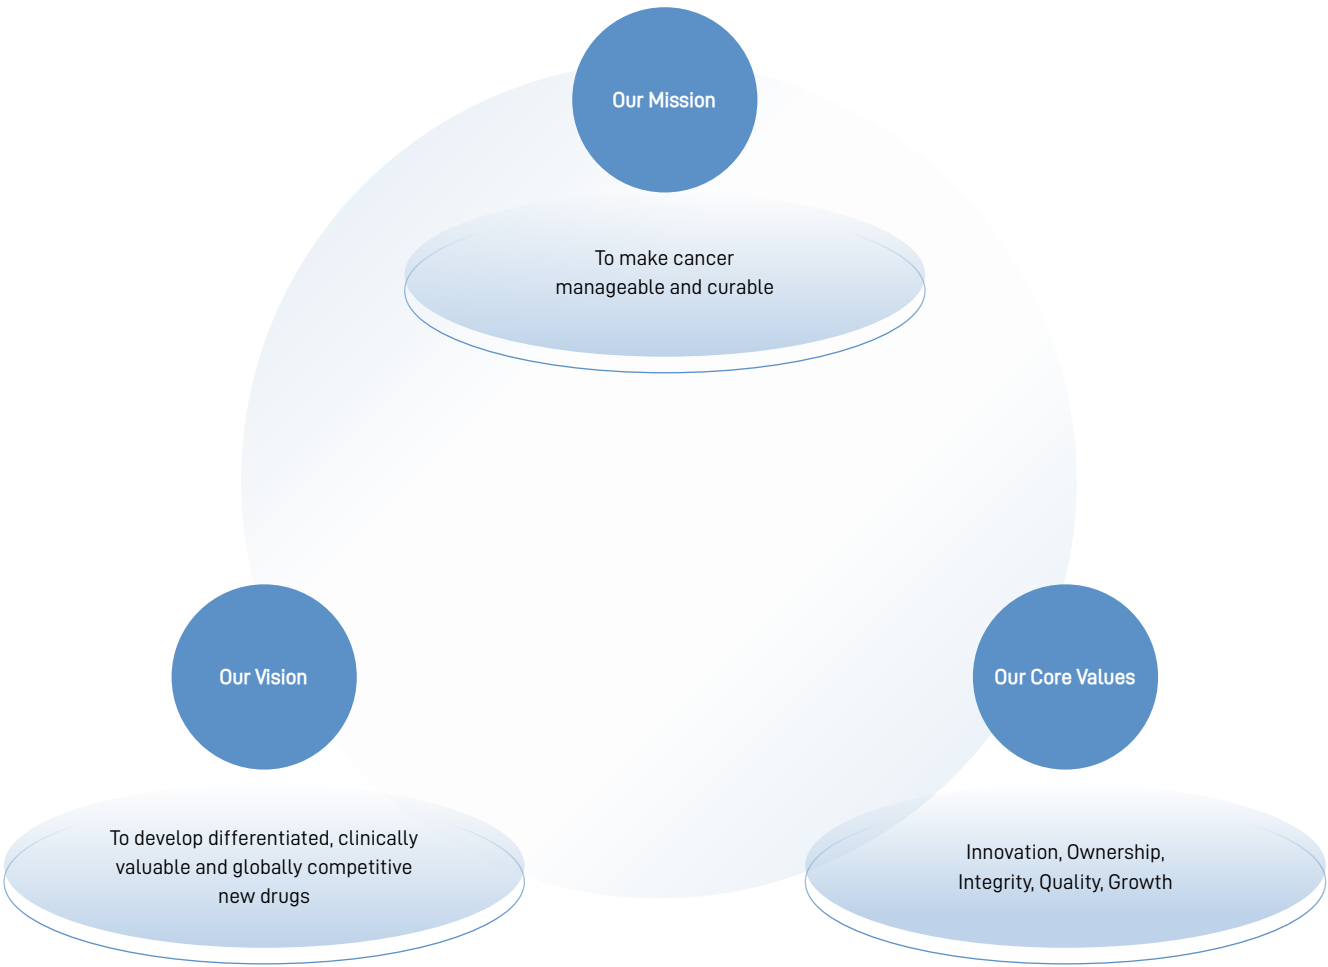 Our Mission
To make cancer
manageable and curable
Our Vision
To develop differentiated, clinically
valuable and globally competitive
new drugs
Our Core Values
Innovation, Ownership,
Integrity, Quality, Growth